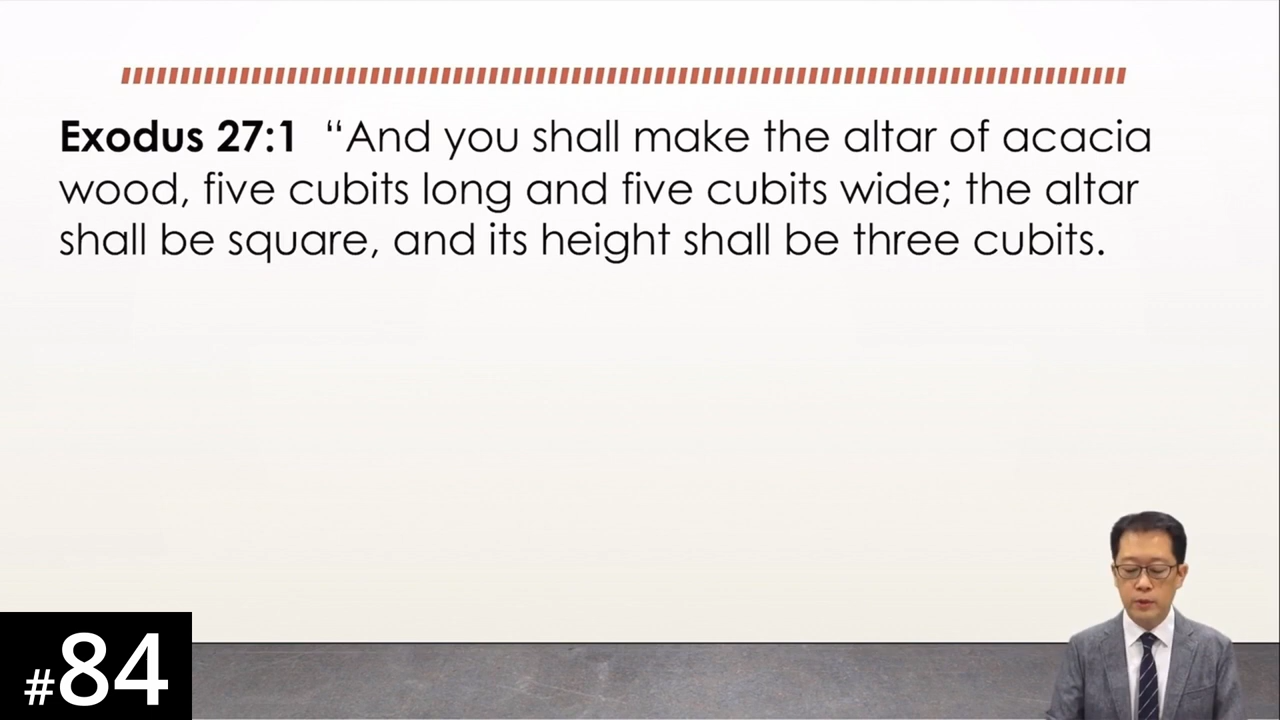 Exodus 27:1 “And you shall make the altar of acacia
wood, five cubits long and five cubits wide; the altar
shall be square, and its height shall be three cubits.
#84